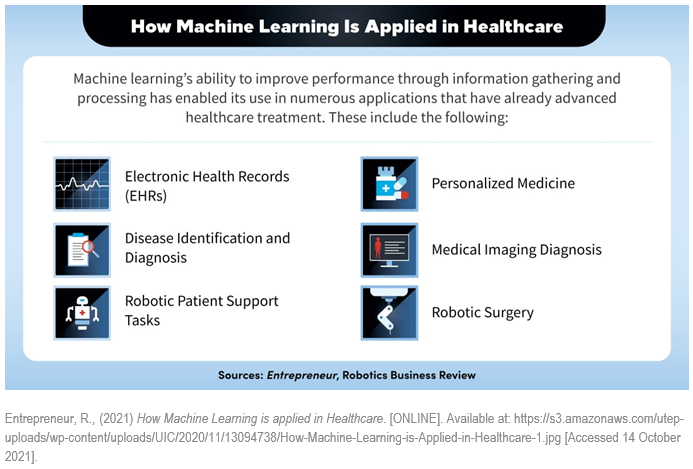 How Machine Learning Is Applied in Healthcare
Machine learning’s ability to improve performance through information gathering and
processing has enabled its use in numerous applications that have already advanced
healthcare treatment. These include the following:
Electronic Health Records
(EHRs)
Personalized Medicine
Disease Identification and
Diagnosis
Medical Imaging Diagnosis
Robotic Patient Support
Tasks
Robotic Surgery
Sources: Entrepreneur, Robotics Business Review
Entrepreneur, R., (2021) How Machine Learning is applied in Healthcare. [ONLINE]. Available at: https://s3.amazonaws.com/utep-
uploads/wp-content/uploads/UIC/2020/11/13094738/How-Machine-Learning-is-Applied-in-Healthcare-1.jpg [Accessed 14 October
2021].